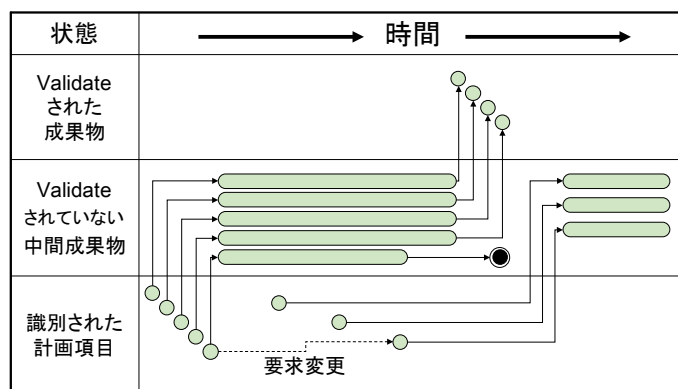 状態
時間
Validate
された
成果物
Validate
されていない
中間成果物
識別された
計画項目
要求変更